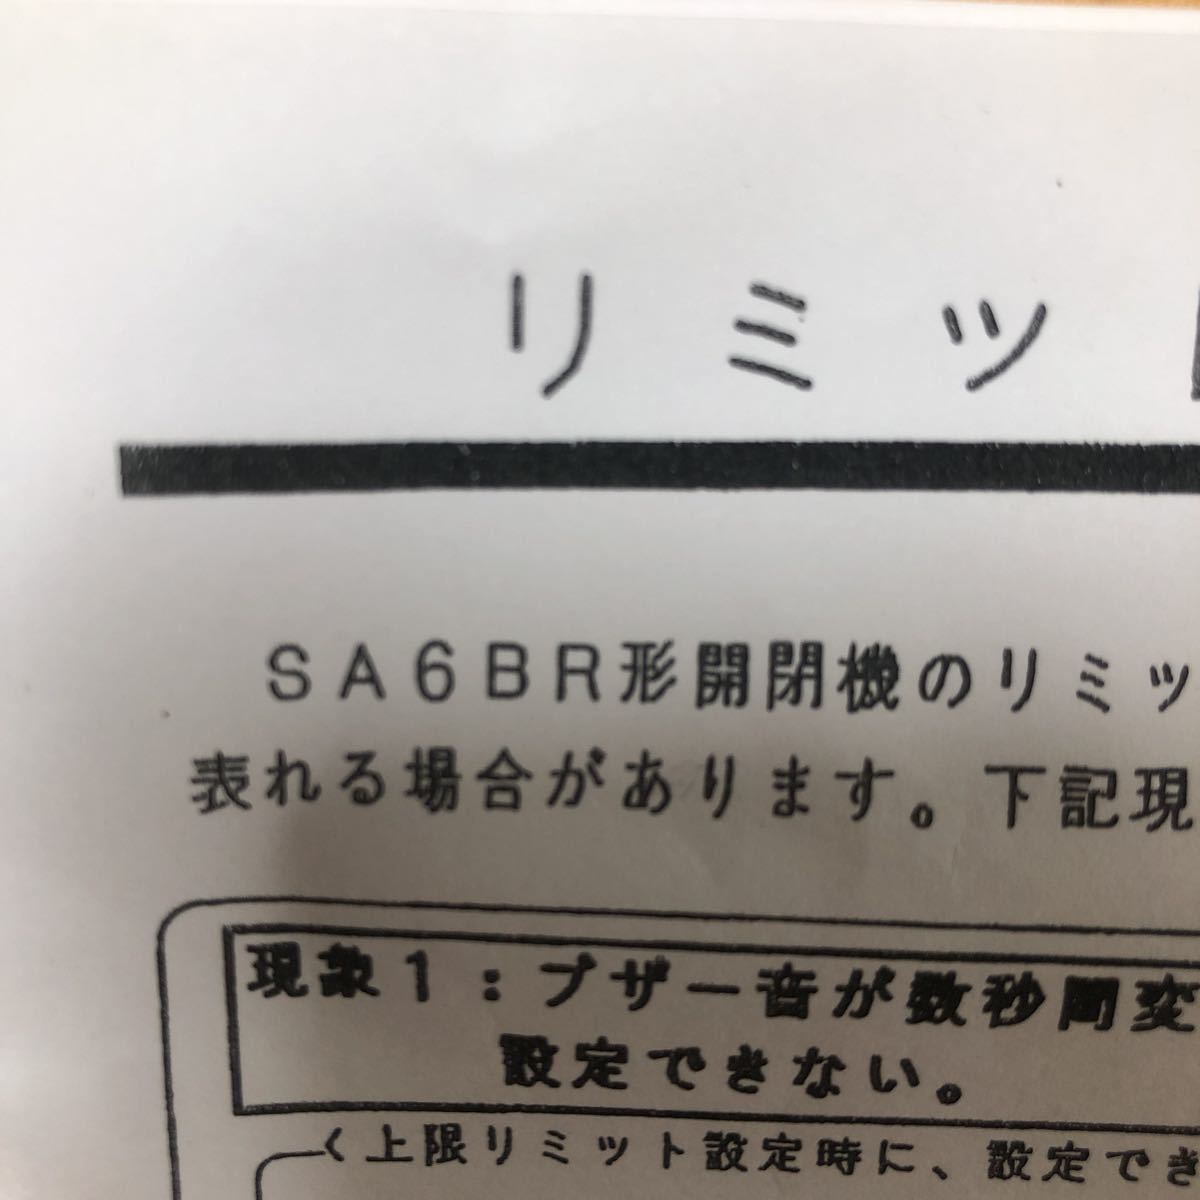 リミッ
SA6BR形開閉機のリミッ
表れる場合があります。下記現
現象1:ブザー音が数秒間変
設定できない。
<上限リミット設定時に、設定でき